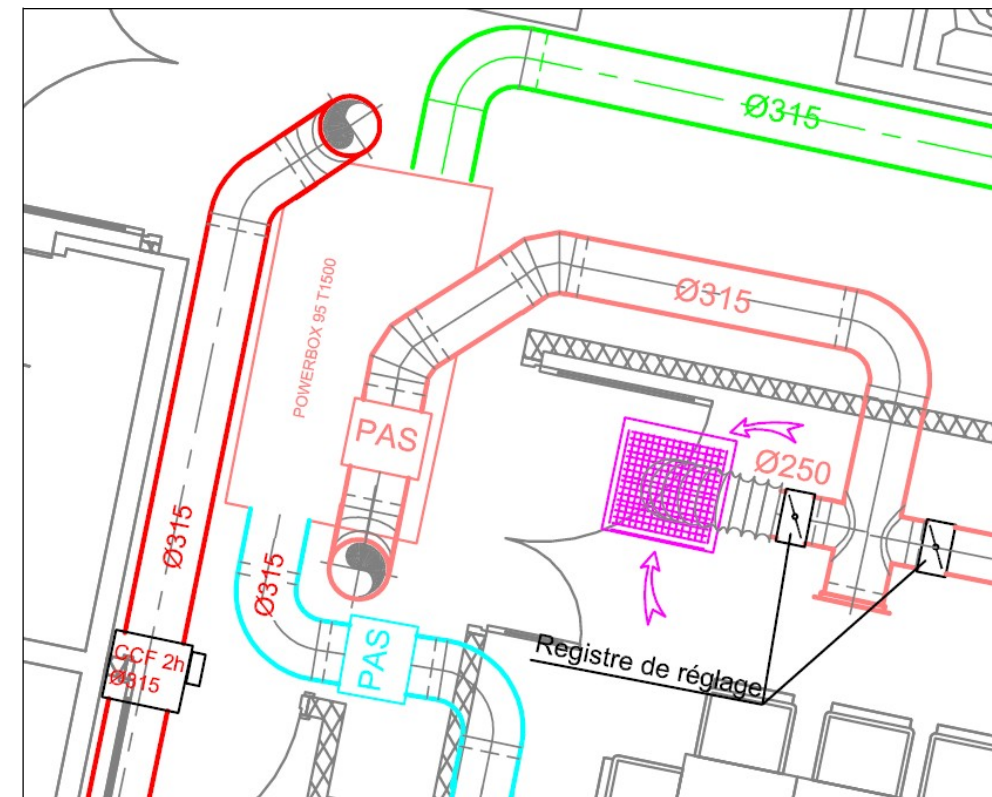 Ø315
Ø315
POWERBOX 95 T1500
PAS
Ø250
Ø315
Ø315
PAS
Registre de réglage
CCF 2h
Ø315